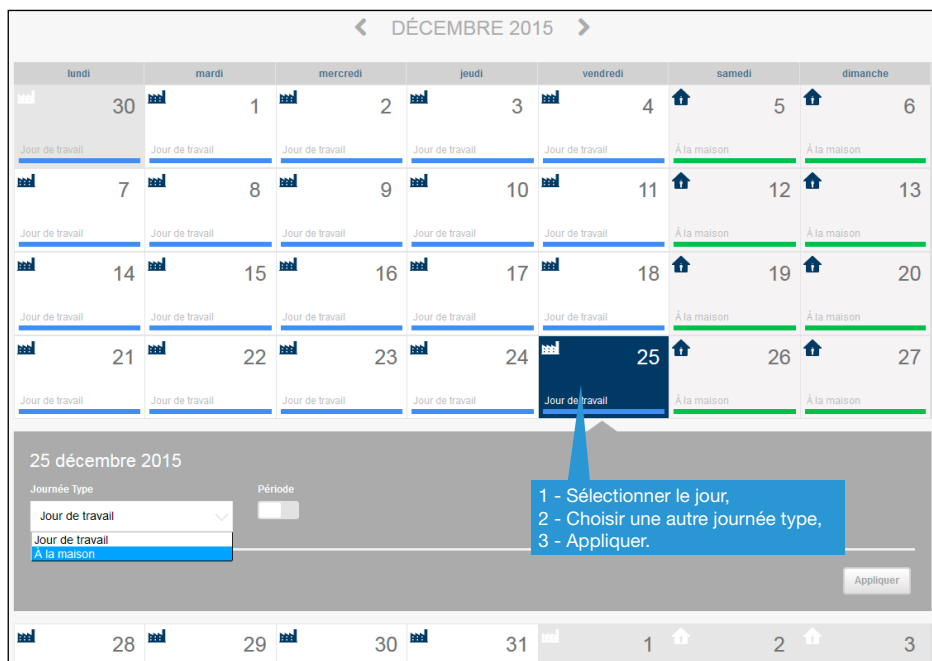 DÉCEMBRE 2015
lundi mardi mercredi jeudi vendredi samedi dimanche
30 1 2 3 4 5 6
Jour de travail Jour de travail Jour de travail Jour de travail Jour de travail À la maison À la maison
7 8 9 10 11 12 13
Jour de travail Jour de travail Jour de travail Jour de travail Jour de travail À la maison À la maison
14 15 16 17 18 19 20
Jour de travail Jour de travail Jour de travail Jour de travail Jour de travail À la maison À la maison
21 22 23 24 25 26 27
Jour de travail Jour de travail Jour de travail Jour de travail Jour de travail À la maison À la maison
25 décembre 2015
Journée Type Période
Jour de travail
Jour de travail
À la maison
1 - Sélectionner le jour,
2 - Choisir une autre journée type,
3 - Appliquer.
Appliquer
28 29 30 31 1 2 3